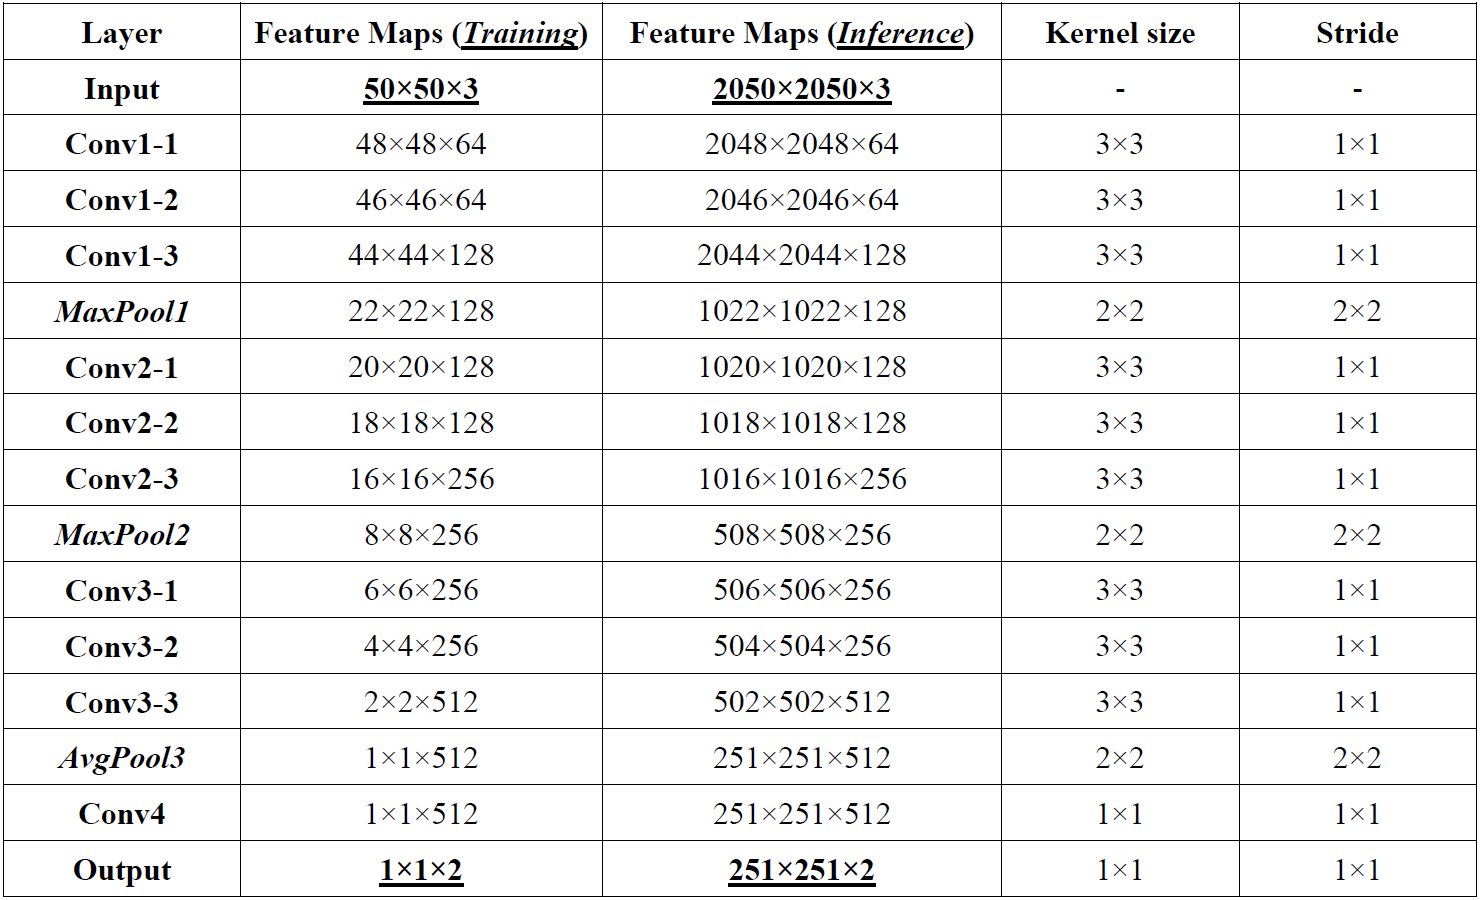 Layer Feature Maps (Training) Feature Maps (Inference) Kernel size Stride
Input 50×50×3 2050×2050×3 - -
Conv1-1 48×48×64 2048×2048×64 3×3 1×1
Conv1-2 46×46×64 2046×2046×64 3×3 1×1
Conv1-3 44×44×128 2044×2044×128 3×3 1×1
MaxPool1 22×22×128 1022×1022×128 2×2 2×2
Conv2-1 20×20×128 1020×1020×128 3×3 1×1
Conv2-2 18×18×128 1018×1018×128 3×3 1×1
Conv2-3 16×16×256 1016×1016×256 3×3 1×1
MaxPool2 8×8×256 508×508×256 2×2 2×2
Conv3-1 6×6×256 506×506×256 3×3 1×1
Conv3-2 4×4×256 504×504×256 3×3 1×1
Conv3-3 2×2×512 502×502×512 3×3 1×1
AvgPool3 1×1×512 251×251×512 2×2 2×2
Conv4 1×1×512 251×251×512 1×1 1×1
Output 1×1×2 251×251×2 1×1 1×1